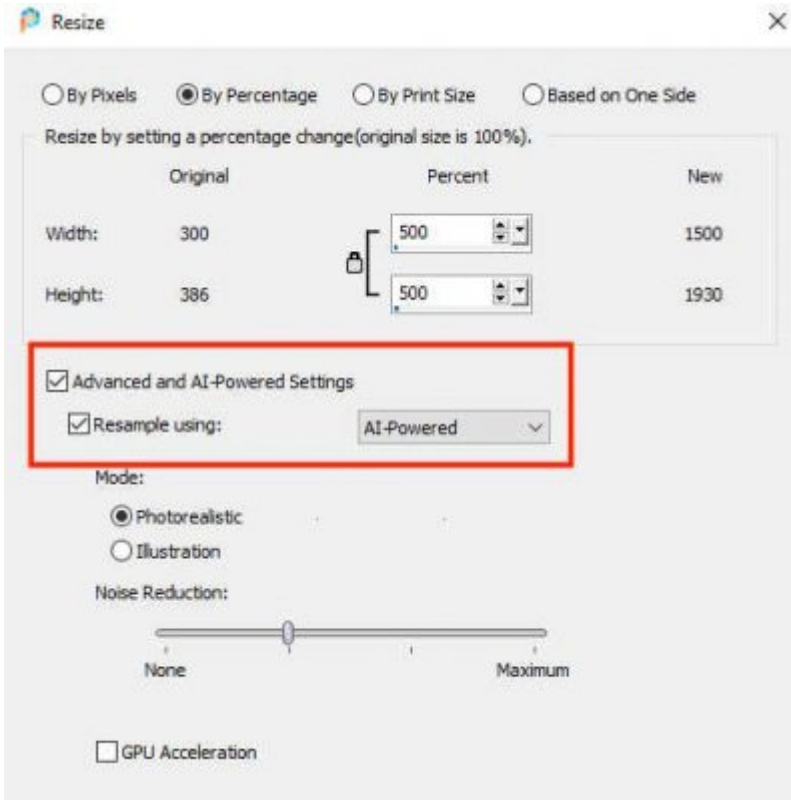 Resize
By Pixels By Percentage By Print Size Based on One Side
Resize by setting a percentage change(original size is 100%).
Original Percent New
Width: 300 500 1500
Height: 386 500 1930
Advanced and AI-Powered Settings
Resample using: AI-Powered
Mode:
Photorealistic
Illustration
Noise Reduction:
None Maximum
GPU Acceleration